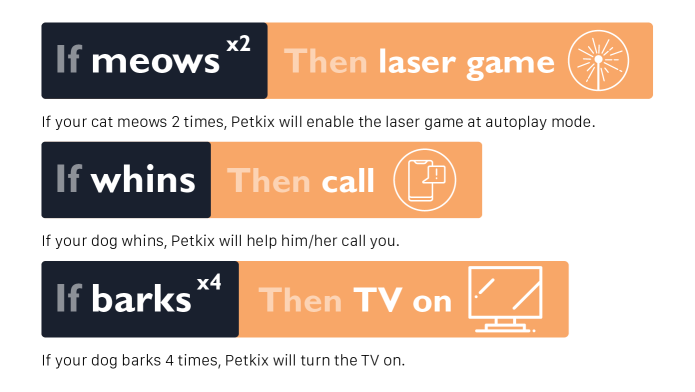 If meows x2 Then laser game
If your cat meows 2 times, Petkix will enable the laser game at autoplay mode.
If whins Then call
If your dog whins, Petkix will help him/her call you.
If barks x4 Then TV on
If your dog barks 4 times, Petkix will turn the TV on.